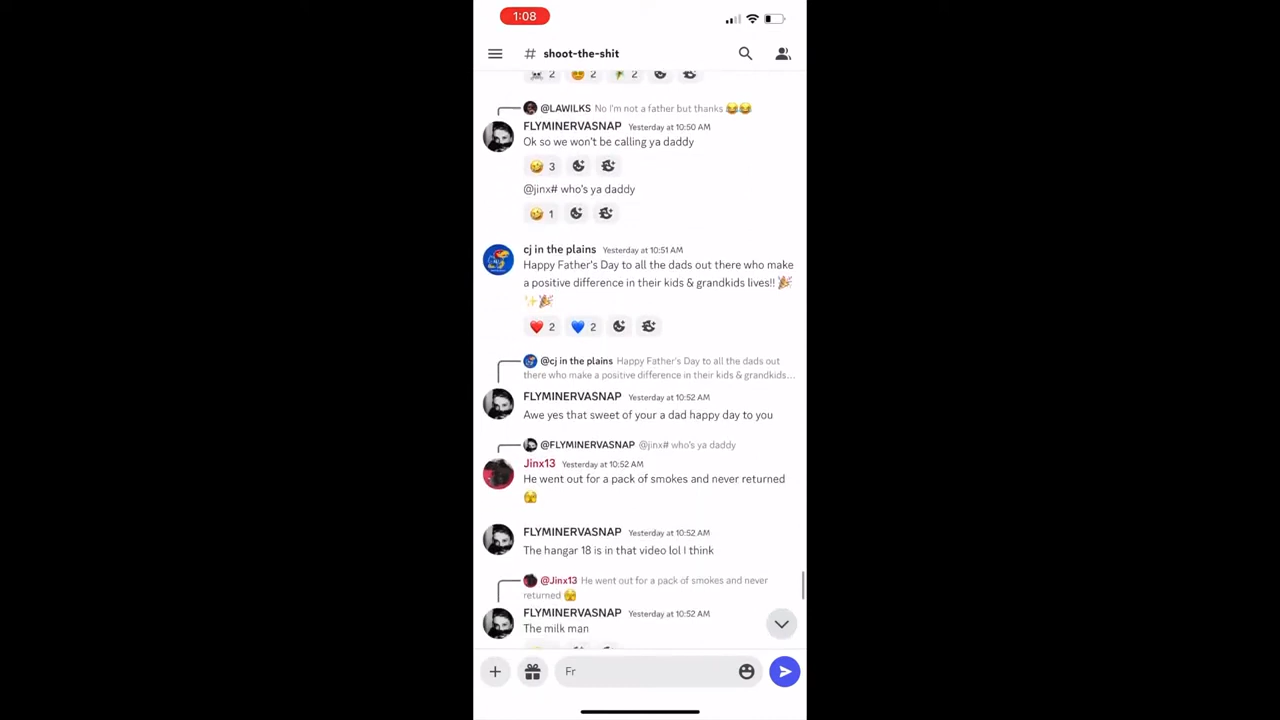 1:08
# shoot-the-shit
2 2 2
@LAWILKS No I'm not a father but thanks 😂😂
FLYMINERVASNAP Yesterday at 10:50 AM
Ok so we won't be calling ya daddy
🤣 3
@jinx# who's ya daddy
🤣 1
cj in the plains Yesterday at 10:51 AM
Happy Father's Day to all the dads out there who make
a positive difference in their kids & grandkids lives!! 🎉
✨🎉
❤️ 2 💙 2
@cj in the plains Happy Father's Day to all the dads out
there who make a positive difference in their kids & grandkids...
FLYMINERVASNAP Yesterday at 10:52 AM
Awe yes that sweet of your a dad happy day to you
@FLYMINERVASNAP @jinx# who's ya daddy
Jinx13 Yesterday at 10:52 AM
He went out for a pack of smokes and never returned
🫣
FLYMINERVASNAP Yesterday at 10:52 AM
The hangar 18 is in that video lol I think
@Jinx13 He went out for a pack of smokes and never
returned 🫣
FLYMINERVASNAP Yesterday at 10:52 AM
The milk man
Fr